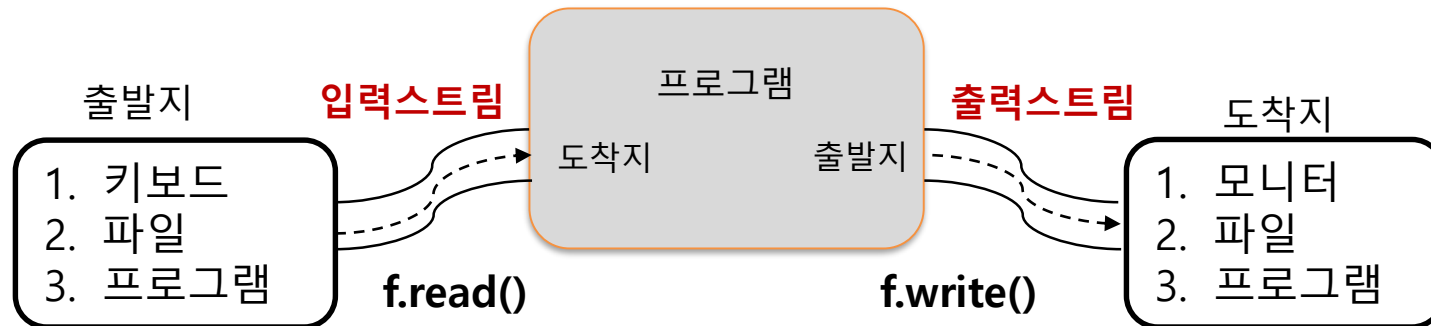 출발지
입력스트림
프로그램
출력스트림
도착지
1. 키보드
2. 파일
3. 프로그램
도착지
출발지
1. 모니터
2. 파일
3. 프로그램
f.read()
f.write()